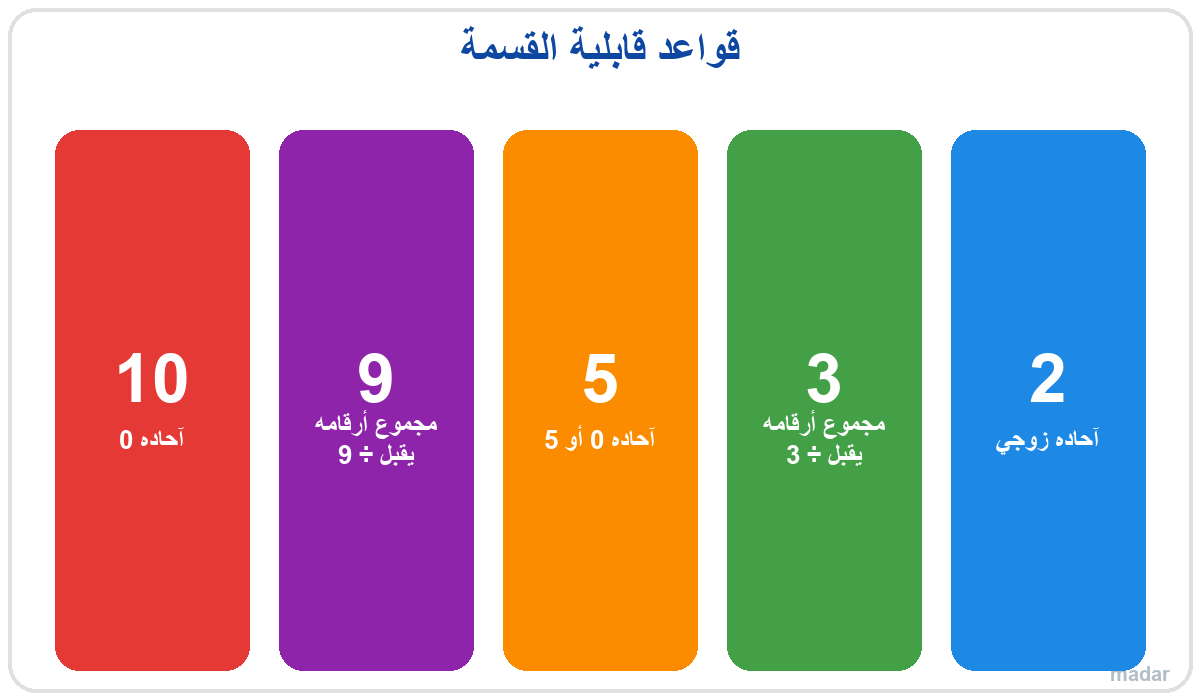 قواعد قابلية القسمة
2
آحاده زوجي
3
مجموع أرقامه
يقبل ÷ 3
5
آحاده 0 أو 5
9
مجموع أرقامه
يقبل ÷ 9
10
آحاده 0
madar